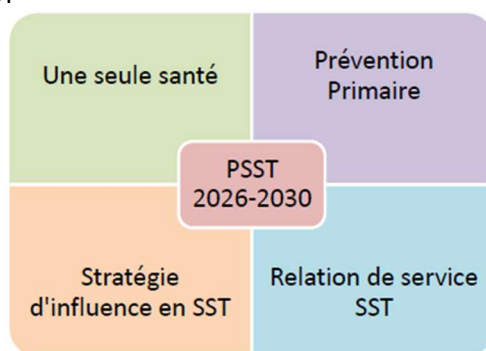 Une seule santé
Prévention
Primaire
PSST
2026-2030
Stratégie
d'influence en SST
Relation de service
SST